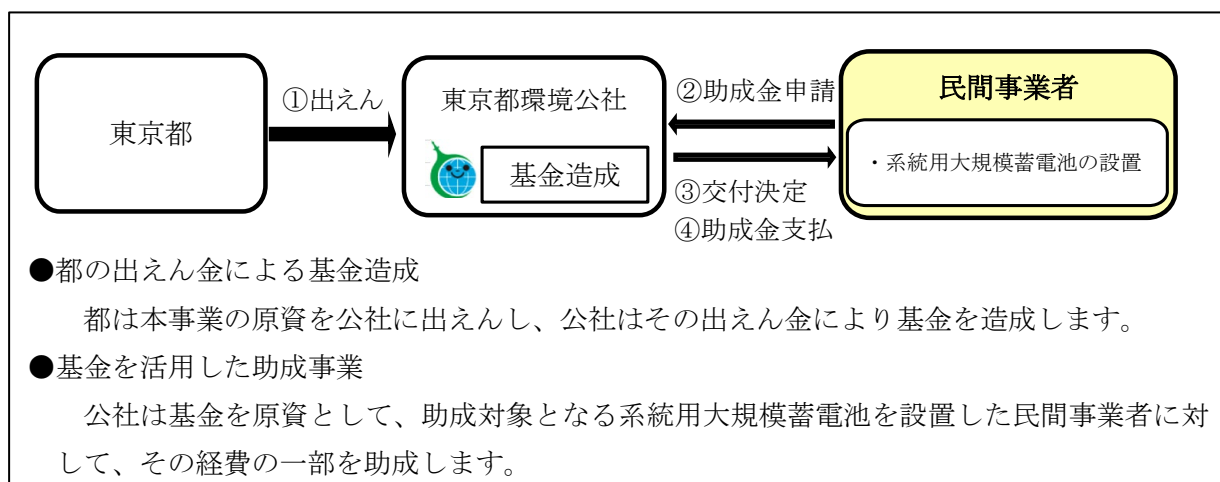 東京都
①出えん
東京都環境公社
基金造成
②助成金申請
③交付決定
④助成金支払
民間事業者
・系統用大規模蓄電池の設置
●都の出えん金による基金造成
都は本事業の原資を公社に出えんし、公社はその出えん金により基金を造成します。
●基金を活用した助成事業
公社は基金を原資として、助成対象となる系統用大規模蓄電池を設置した民間事業者に対
して、その経費の一部を助成します。